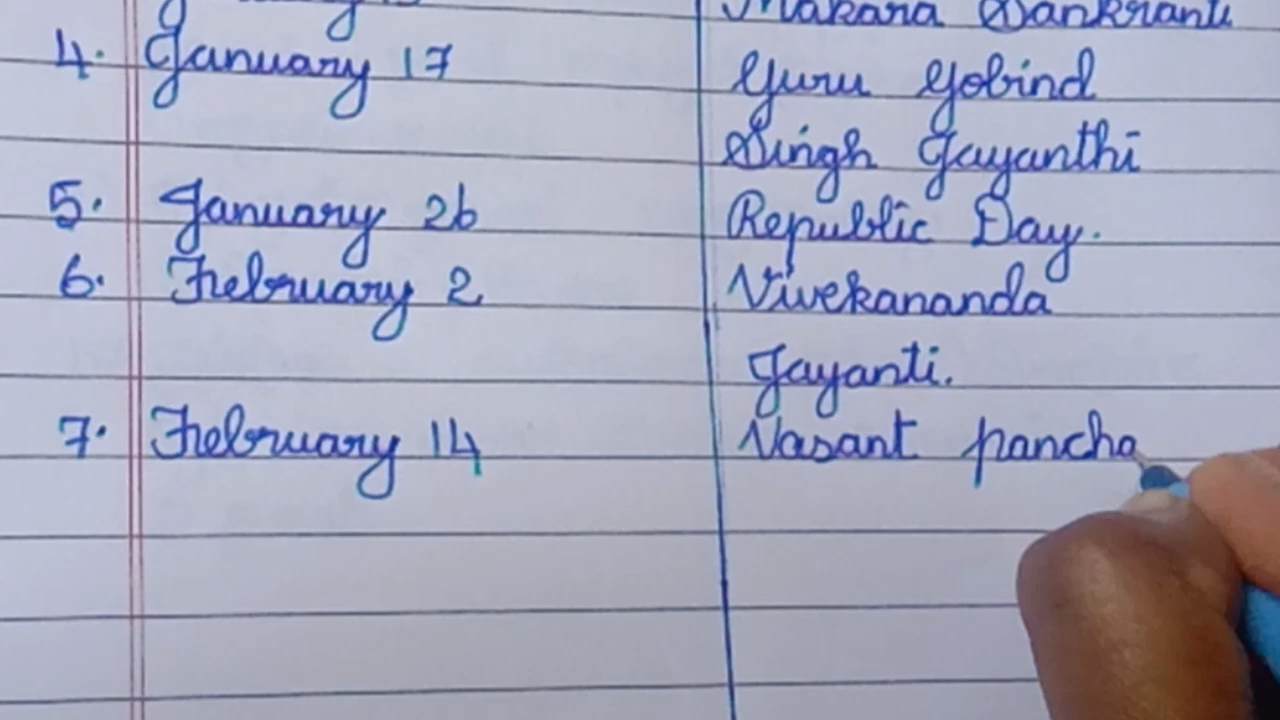 Makara Sankranti
4. January 17 Guru Gobind
Singh Jayanthi
5. January 26 Republic Day.
6. February 2 Vivekananda
Jayanti.
7. February 14 Vasant pancha